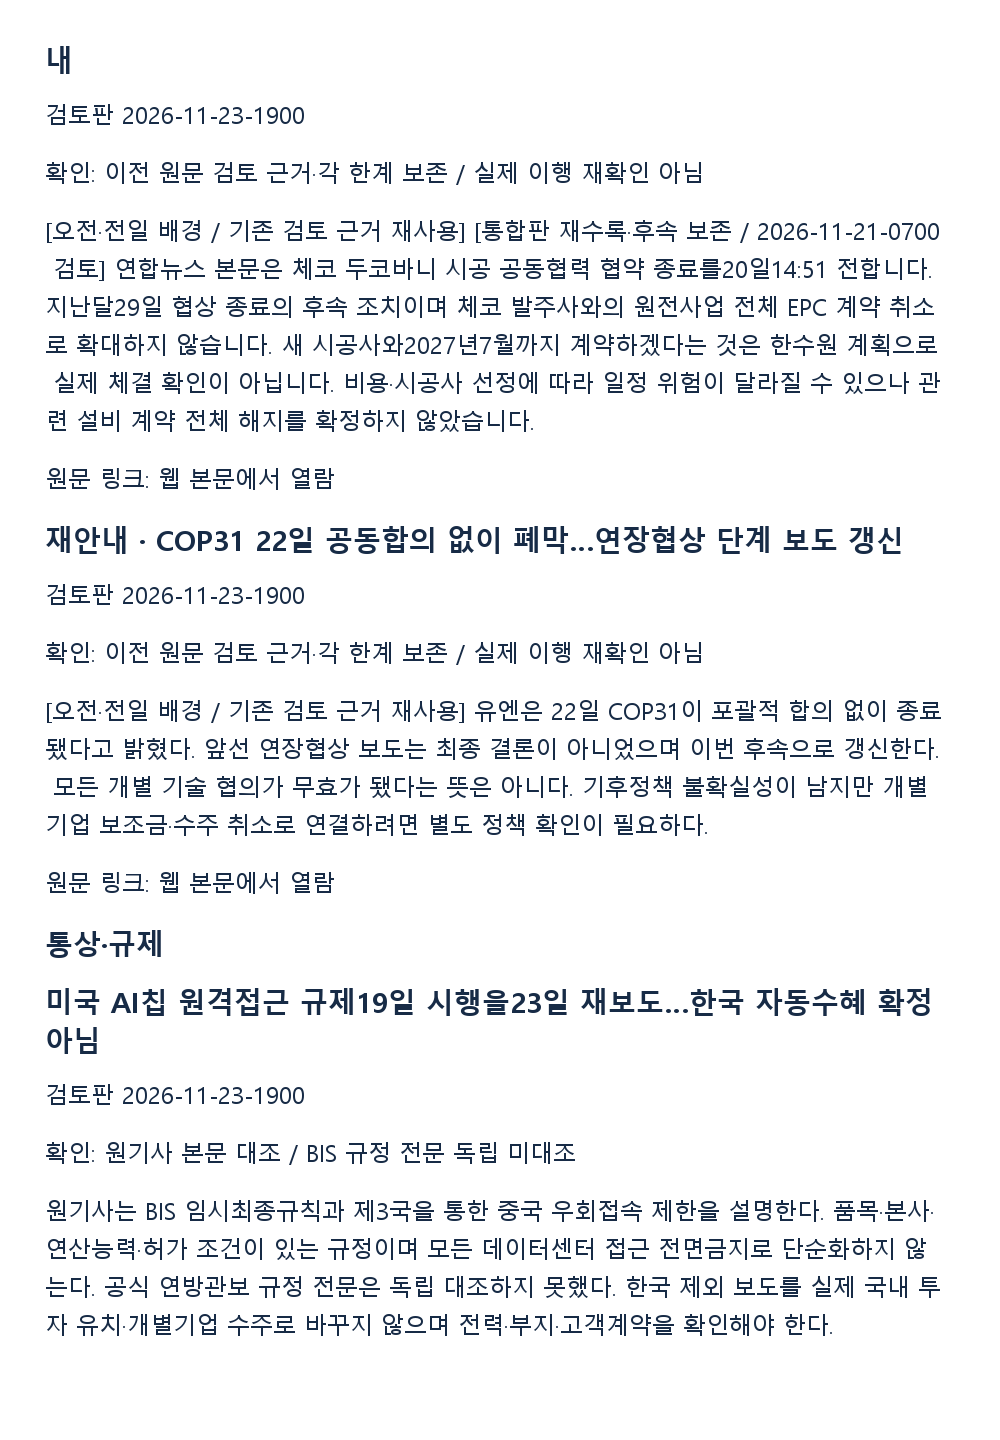 내
검토판 2026-11-23-1900
확인: 이전 원문 검토 근거·각 한계 보존 / 실제 이행 재확인 아님
[오전·전일 배경 / 기존 검토 근거 재사용] [통합판 재수록·후속 보존 / 2026-11-21-0700
검토] 연합뉴스 본문은 체코 두코바니 시공 공동협력 협약 종료를20일14:51 전합니다.
지난달29일 협상 종료의 후속 조치이며 체코 발주사와의 원전사업 전체 EPC 계약 취소
로 확대하지 않습니다. 새 시공사와2027년7월까지 계약하겠다는 것은 한수원 계획으로
실제 체결 확인이 아닙니다. 비용·시공사 선정에 따라 일정 위험이 달라질 수 있으나 관
련 설비 계약 전체 해지를 확정하지 않았습니다.
원문 링크: 웹 본문에서 열람
재안내 · COP31 22일 공동합의 없이 폐막...연장협상 단계 보도 갱신
검토판 2026-11-23-1900
확인: 이전 원문 검토 근거·각 한계 보존 / 실제 이행 재확인 아님
[오전·전일 배경 / 기존 검토 근거 재사용] 유엔은 22일 COP31이 포괄적 합의 없이 종료
됐다고 밝혔다. 앞선 연장협상 보도는 최종 결론이 아니었으며 이번 후속으로 갱신한다.
모든 개별 기술 협의가 무효가 됐다는 뜻은 아니다. 기후정책 불확실성이 남지만 개별
기업 보조금·수주 취소로 연결하려면 별도 정책 확인이 필요하다.
원문 링크: 웹 본문에서 열람
통상·규제
미국 AI칩 원격접근 규제19일 시행을23일 재보도...한국 자동수혜 확정
아님
검토판 2026-11-23-1900
확인: 원기사 본문 대조 / BIS 규정 전문 독립 미대조
원기사는 BIS 임시최종규칙과 제3국을 통한 중국 우회접속 제한을 설명한다. 품목·본사·
연산능력·허가 조건이 있는 규정이며 모든 데이터센터 접근 전면금지로 단순화하지 않
는다. 공식 연방관보 규정 전문은 독립 대조하지 못했다. 한국 제외 보도를 실제 국내 투
자 유치·개별기업 수주로 바꾸지 않으며 전력·부지·고객계약을 확인해야 한다.